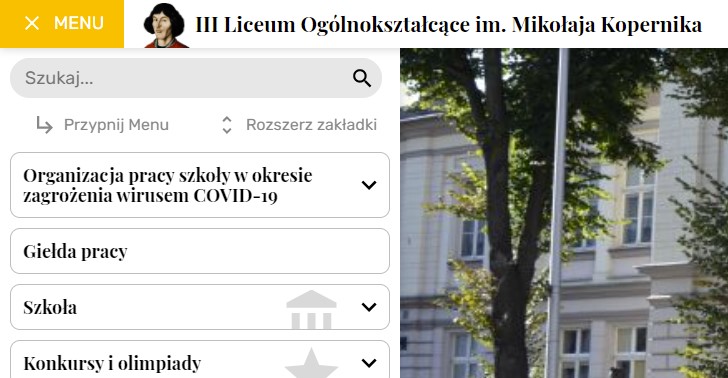 MENU
III Liceum Ogólnokształcące im. Mikołaja Kopernika
Szukaj...
Przypnij Menu
Rozszerz zakładki
Organizacja pracy szkoły w okresie
zagrożenia wirusem COVID-19
Giełda pracy
Szkoła
Konkursy i olimpiady